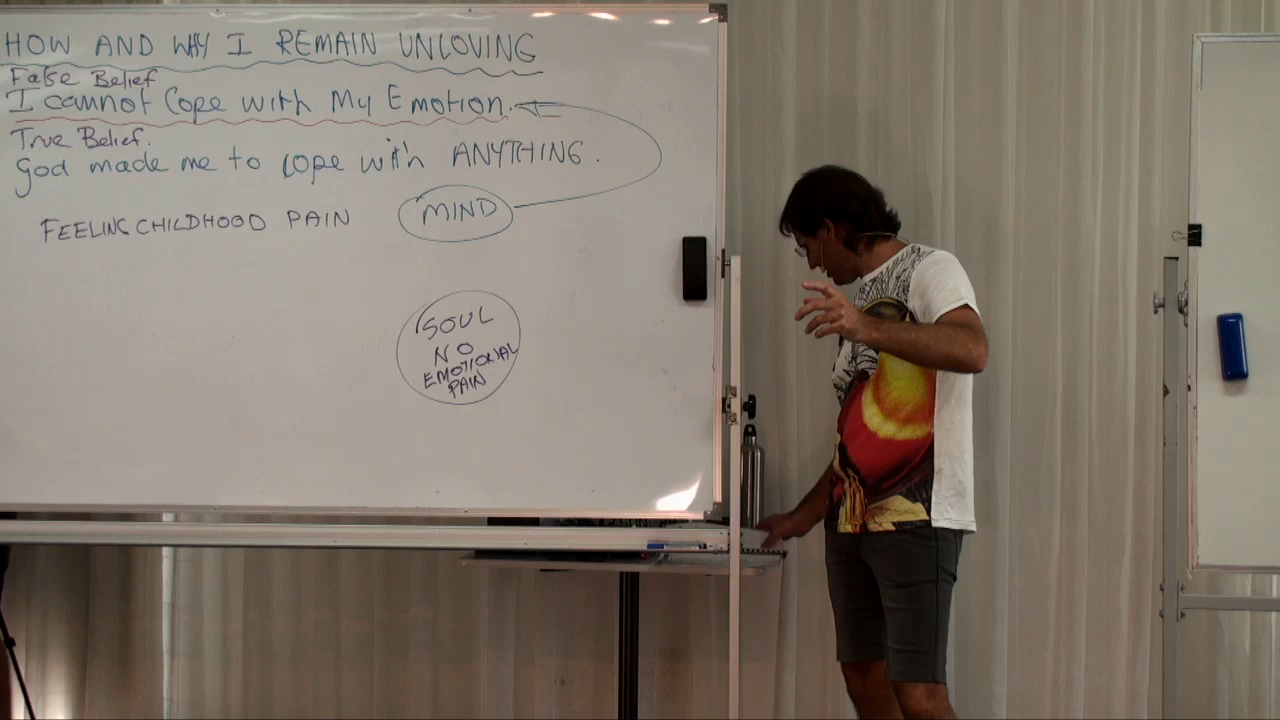 HOW AND WHY I REMAIN UNLOVING
False Belief
I cannot Cope with My Emotion.
True Belief.
God made me to cope with ANYTHING.
FEELING CHILDHOOD PAIN
MIND
SOUL
NO
EMOTIONAL
PAIN